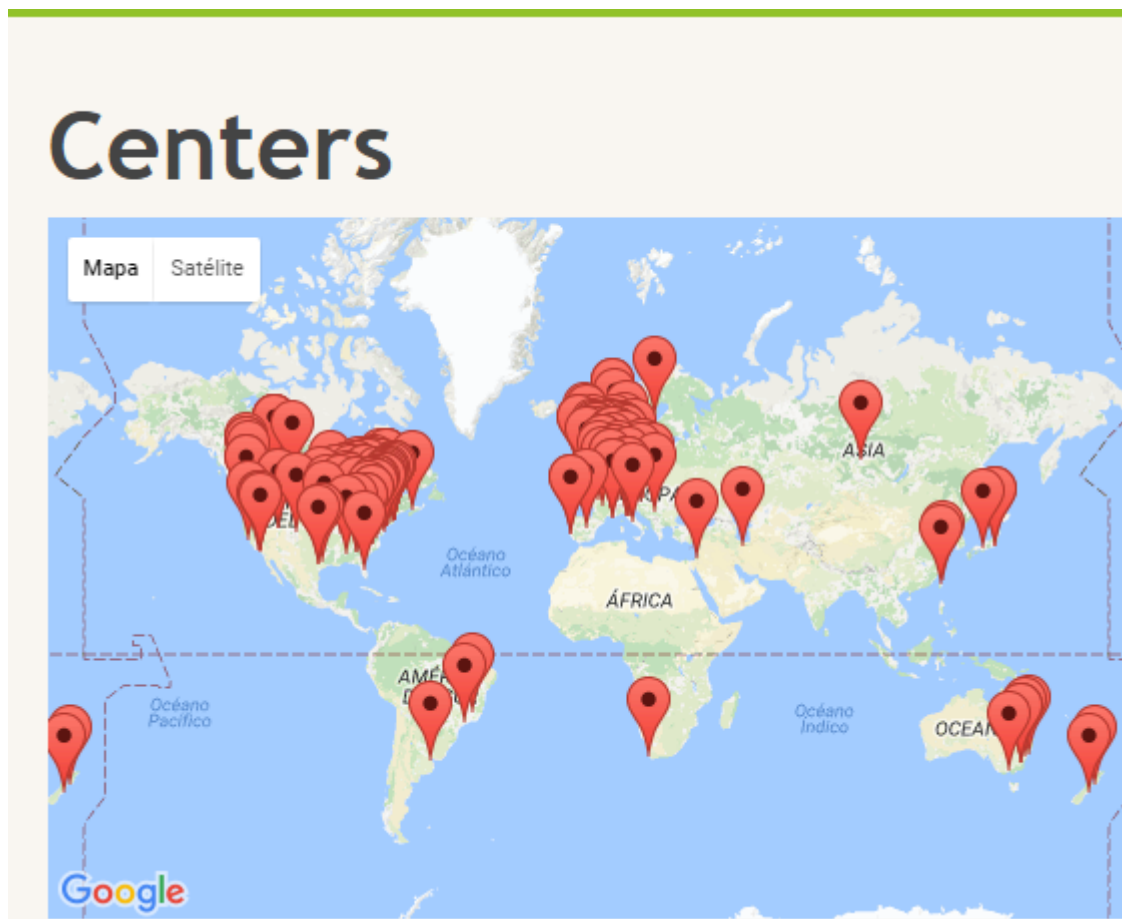 Centers
Mapa Satélite
ASIA
Océano
Atlántico
ÁFRICA
Océano
Pacífico
Océano
Índico
Google